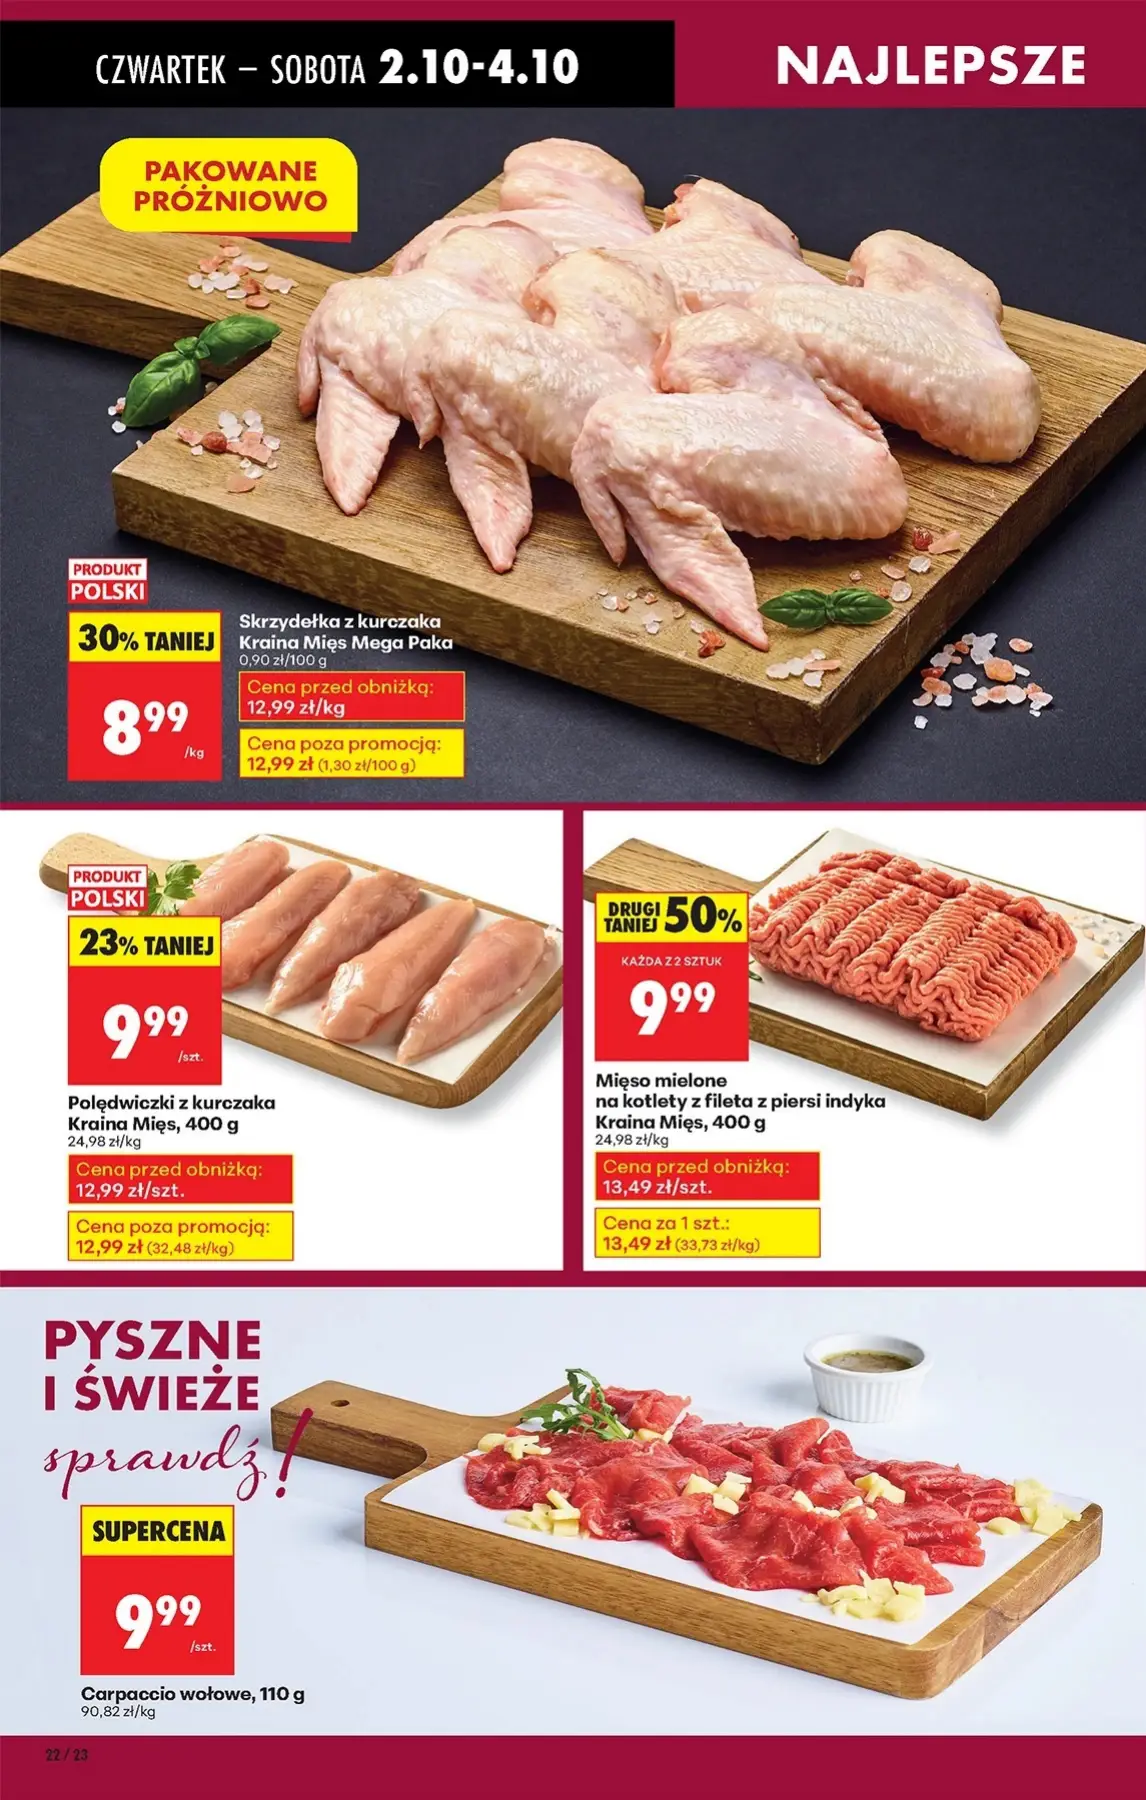 CZWARTEK – SOBOTA 2.10-4.10
NAJLEPSZE
PAKOWANE
PRÓŻNIOWO
PRODUKT
POLSKI
30% TANIEJ
8 99
/kg
Skrzydełka z kurczaka
Kraina Mięs Mega Paka
0,90 zł/100 g
Cena przed obniżką:
12,99 zł/kg
Cena poza promocją:
12,99 zł (1,30 zł/100 g)
PRODUKT
POLSKI
23% TANIEJ
9 99
/szt.
Polędwiczki z kurczaka
Kraina Mięs, 400 g
24,98 zł/kg
Cena przed obniżką:
12,99 zł/szt.
Cena poza promocją:
12,99 zł (32,48 zł/kg)
DRUGI
TANIEJ 50%
KAŻDA Z 2 SZTUK
9 99
Mięso mielone
na kotlety z fileta z piersi indyka
Kraina Mięs, 400 g
24,98 zł/kg
Cena przed obniżką:
13,49 zł/szt.
Cena za 1 szt.:
13,49 zł (33,73 zł/kg)
PYSZNE
I ŚWIEŻE
sprawdź!
SUPERCENA
9 99
/szt.
Carpaccio wołowe, 110 g
90,82 zł/kg
22 / 23